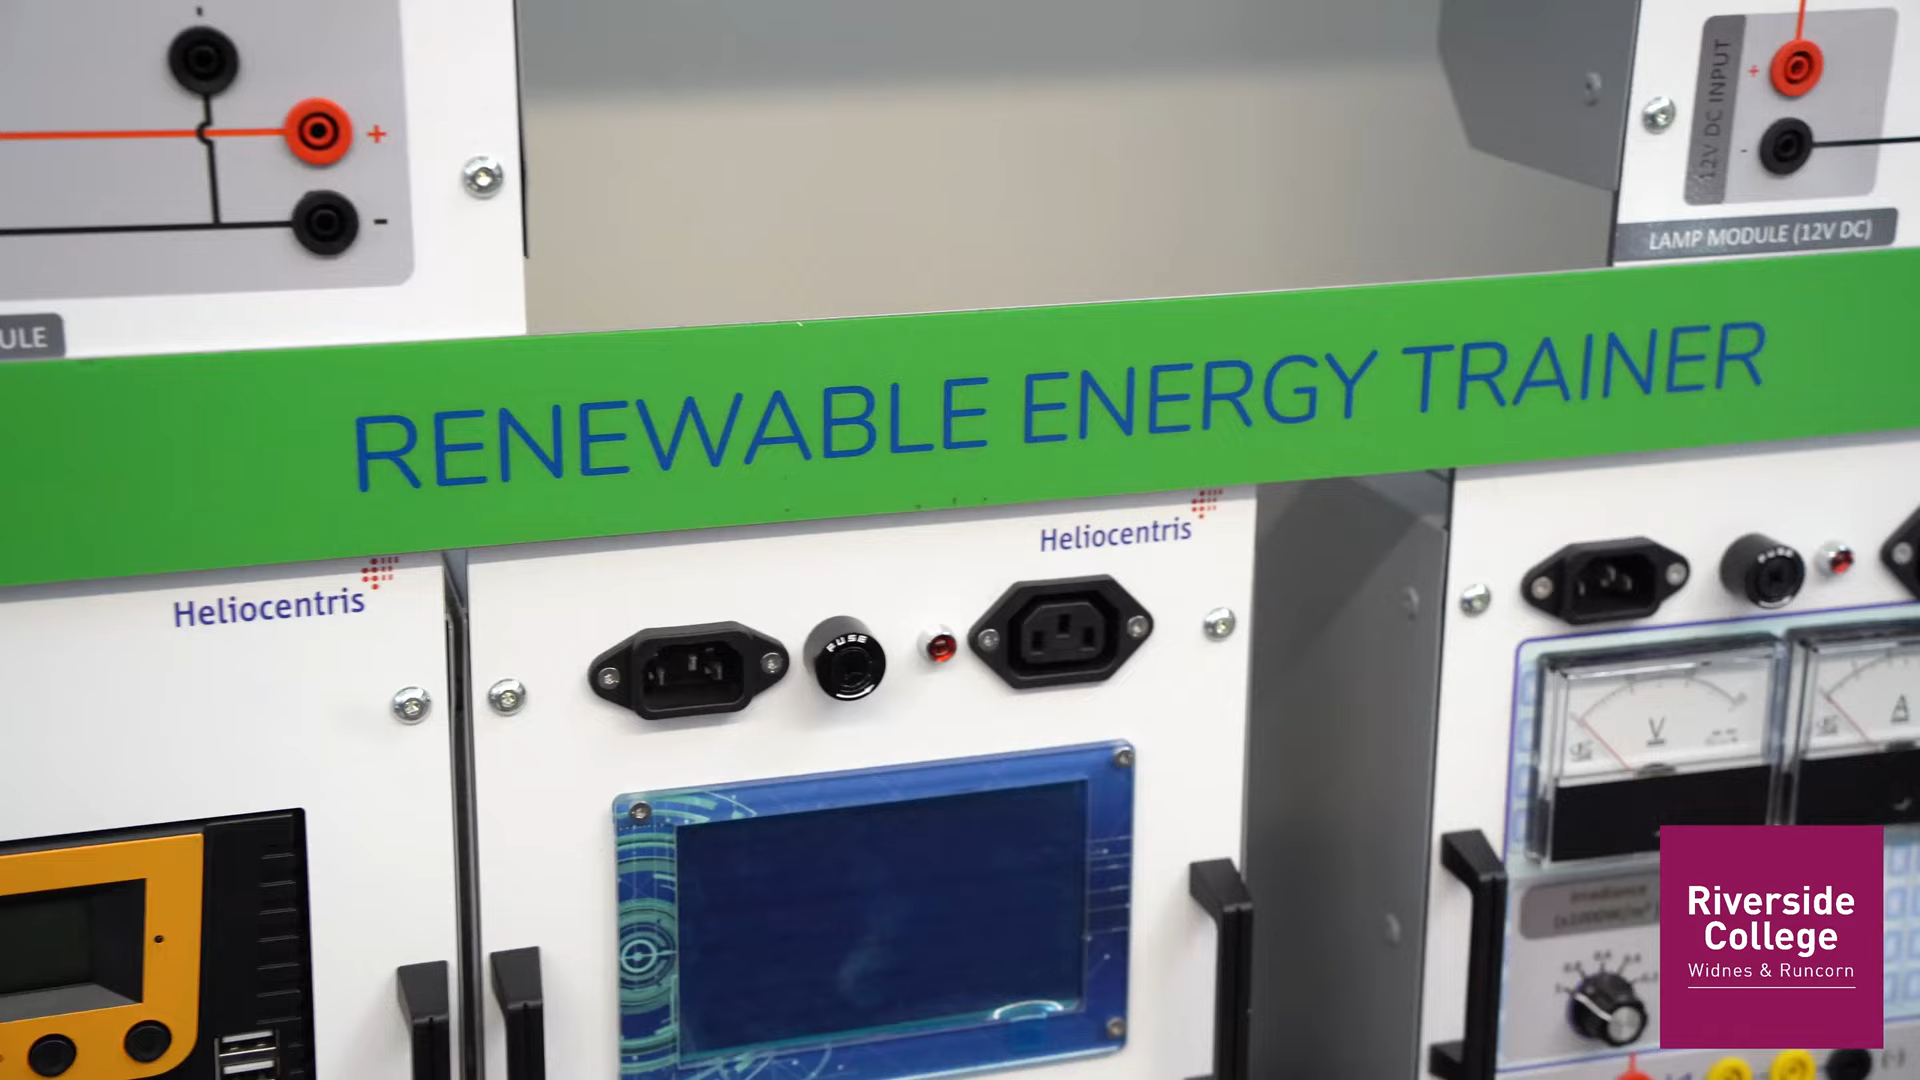 +
-
12V DC INPUT
+
-
LAMP MODULE (12V DC)
ULE
RENEWABLE ENERGY TRAINER
Heliocentris
Heliocentris
FUSE
FUSE
V
A
Irradiance
Riverside
College
Widnes & Runcorn